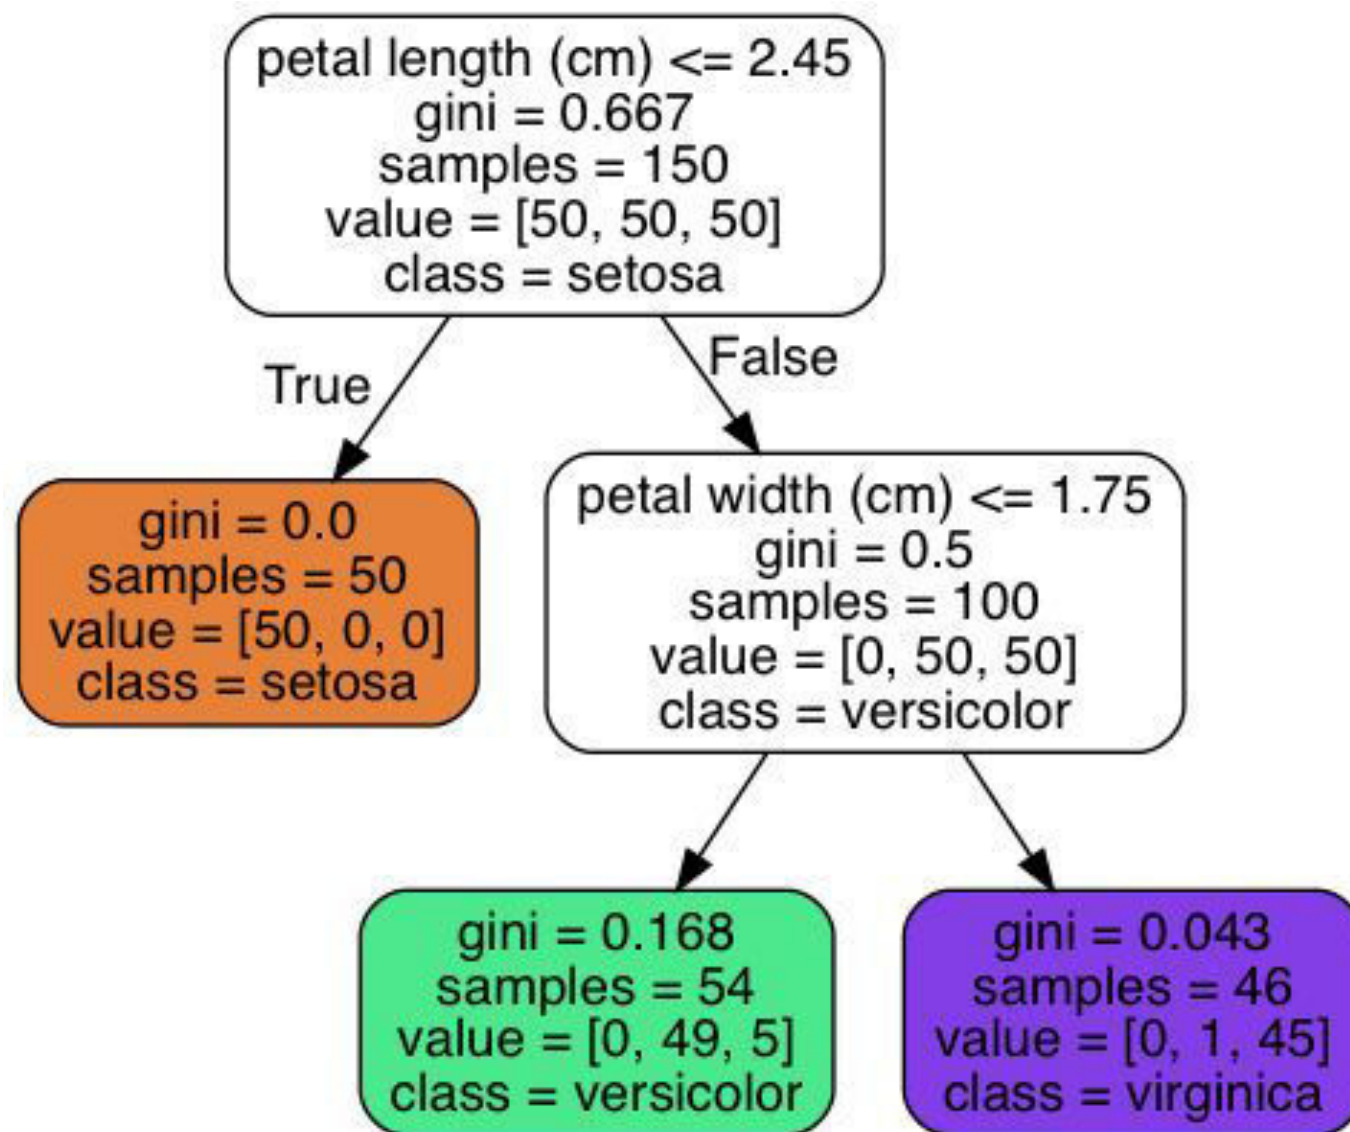 petal length (cm) <= 2.45
gini = 0.667
samples = 150
value = [50, 50, 50]
class = setosa
True
False
gini = 0.0
samples = 50
value = [50, 0, 0]
class = setosa
petal width (cm) <= 1.75
gini = 0.5
samples = 100
value = [0, 50, 50]
class = versicolor
gini = 0.168
samples = 54
value = [0, 49, 5]
class = versicolor
gini = 0.043
samples = 46
value = [0, 1, 45]
class = virginica